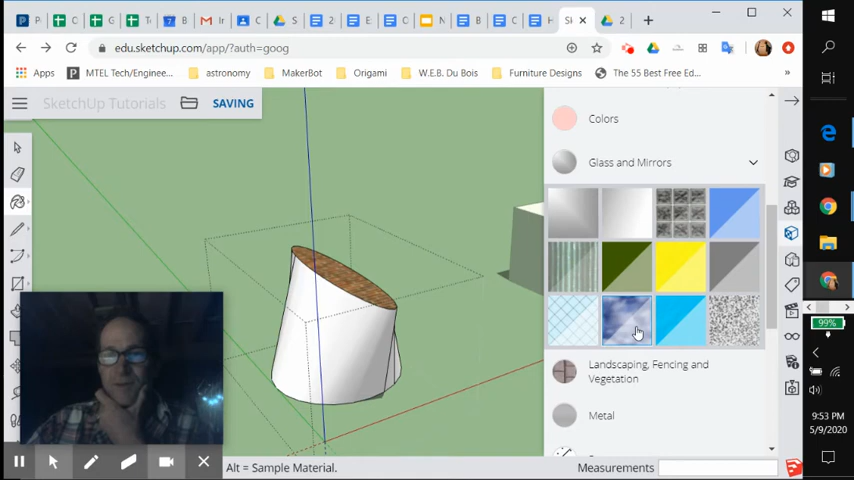 edu.sketchup.com/app/?auth=goog
Apps
MTEL Tech/Enginee...
astronomy
MakerBot
Origami
W.E.B. Du Bois
Furniture Designs
The 55 Best Free Ed...
SketchUp Tutorials
SAVING
Colors
Glass and Mirrors
Landscaping, Fencing and
Vegetation
Metal
Alt = Sample Material.
Measurements
99%
9:53 PM
5/9/2020